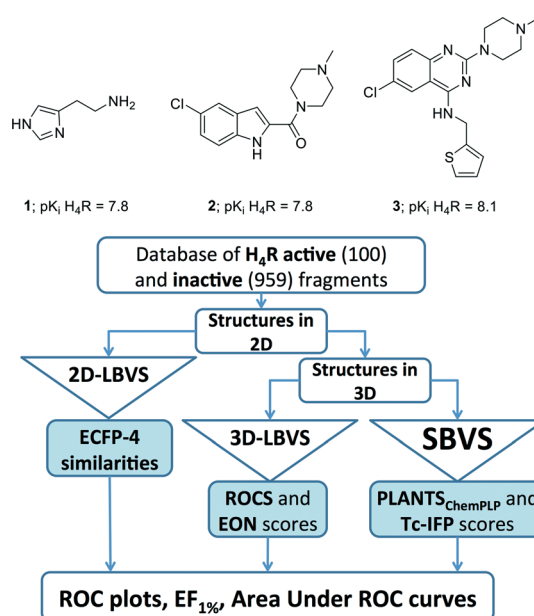 Cl
HN
N
NH₂
N
H
O
N
N
Cl
N
N
N
N
HN
S
1; pKi H4R = 7.8
2; pKi H4R = 7.8
3; pKi H4R = 8.1
Database of H4R active (100)
and inactive (959) fragments
Structures in
2D
2D-LBVS
Structures in
3D
3D-LBVS
SBVS
ECFP-4
similarities
ROCS and
EON scores
PLANTSChemPLP and
Tc-IFP scores
ROC plots, EF1%, Area Under ROC curves